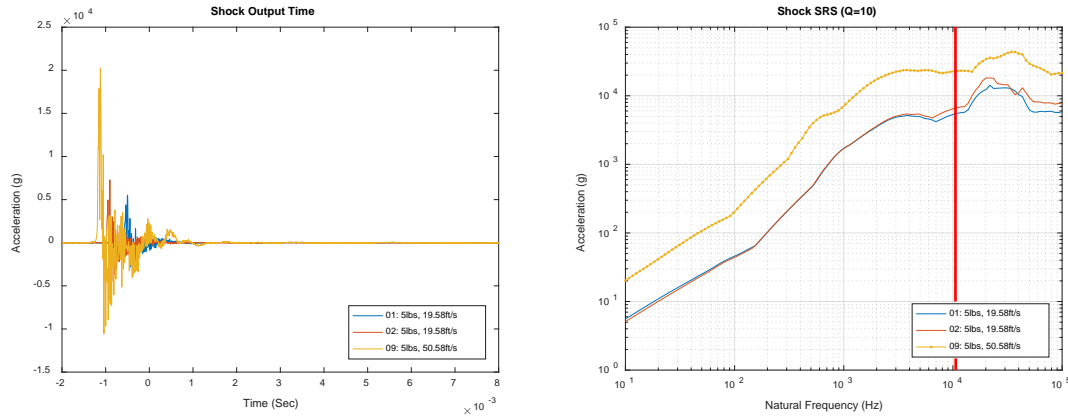 Shock Output Time
× 10^4
2.5
2
1.5
1
0.5
0
-0.5
-1
-1.5
Acceleration (g)
01: 5lbs, 19.58ft/s
02: 5lbs, 19.58ft/s
09: 5lbs, 50.58ft/s
-2 -1 0 1 2 3 4 5 6 7 8
Time (Sec)
× 10^-3
Shock SRS (Q=10)
10^5
10^4
10^3
10^2
10^1
10^0
Acceleration (g)
01: 5lbs, 19.58ft/s
02: 5lbs, 19.58ft/s
09: 5lbs, 50.58ft/s
10^1 10^2 10^3 10^4 10^5
Natural Frequency (Hz)